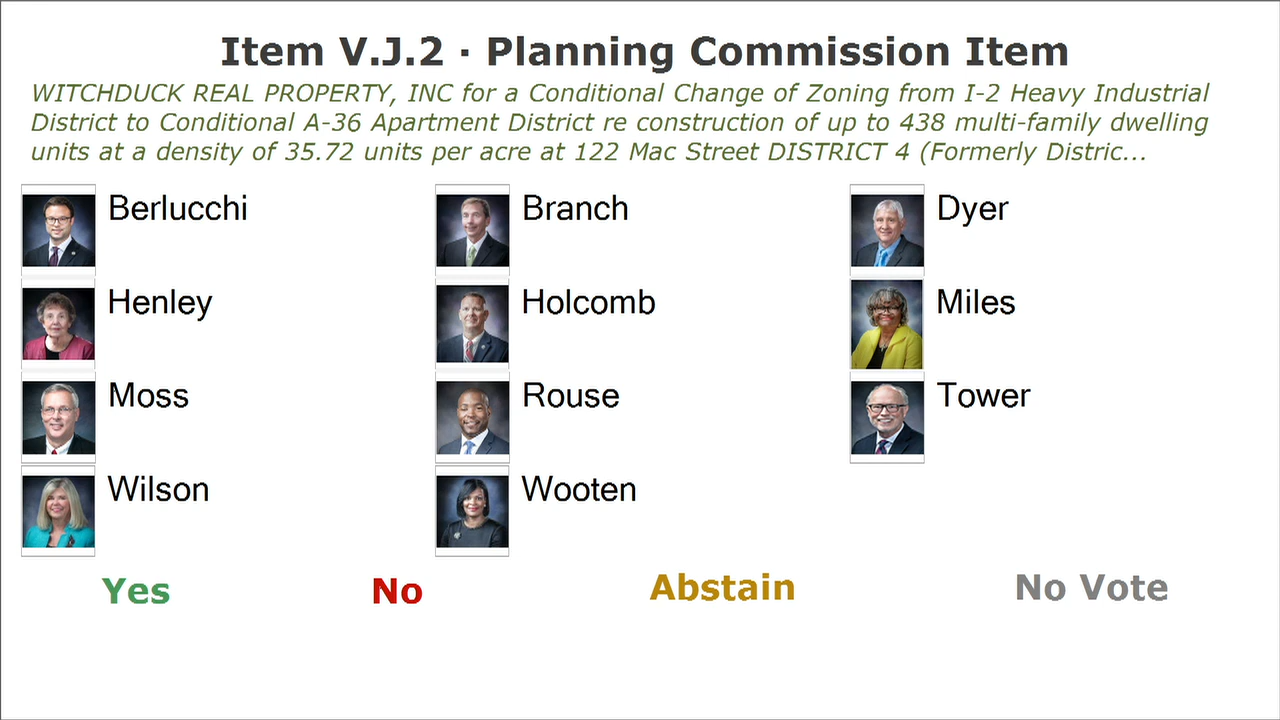 Item V.J.2 · Planning Commission Item
WITCHDUCK REAL PROPERTY, INC for a Conditional Change of Zoning from I-2 Heavy Industrial
District to Conditional A-36 Apartment District re construction of up to 438 multi-family dwelling
units at a density of 35.72 units per acre at 122 Mac Street DISTRICT 4 (Formerly Distric...
Berlucchi Branch Dyer
Henley Holcomb Miles
Moss Rouse Tower
Wilson Wooten
Yes No Abstain No Vote